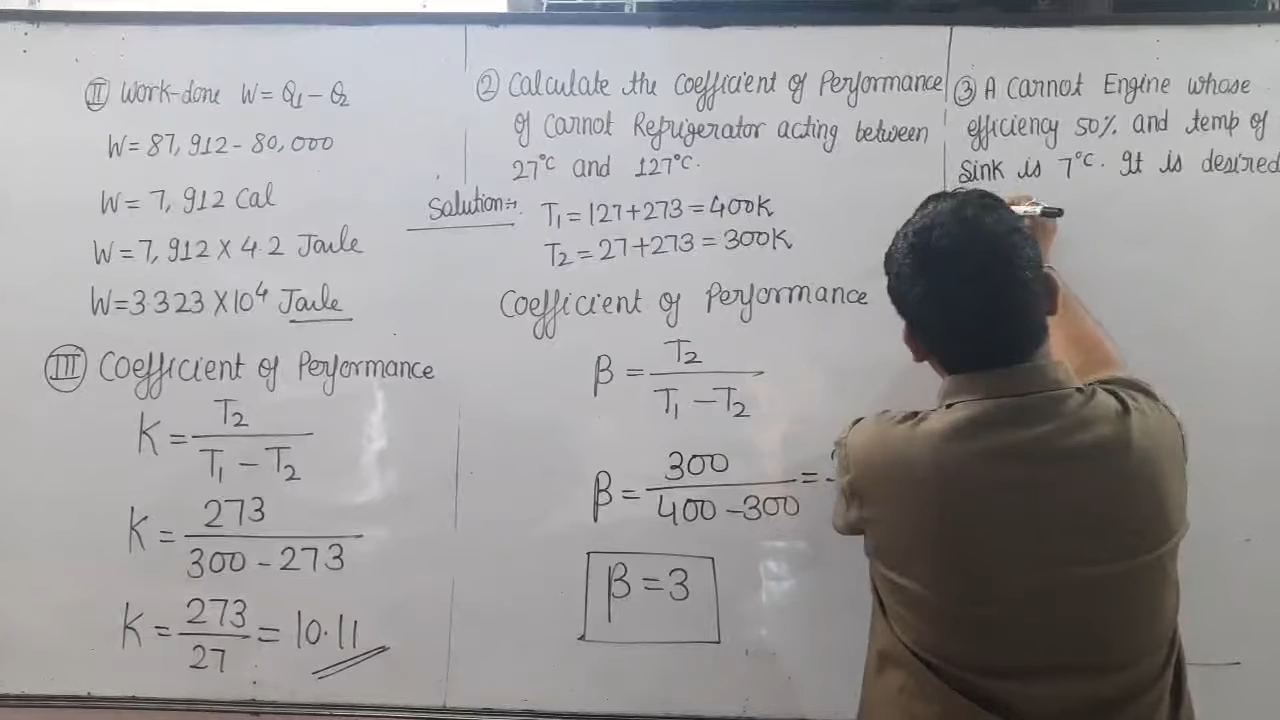 Ⅱ Work-done W = Q₁ - Q₂
W = 87,912 - 80,000
W = 7,912 Cal
W = 7,912 X 4.2 Joule
W = 3.323 X 10⁴ Joule
Ⅲ Coefficient of Performance
K = T₂ / T₁ - T₂
K = 273 / 300 - 273
K = 273 / 27 = 10.11
② Calculate the Coefficient of Performance
of Carnot Refrigerator acting between
27°C and 127°C.
Solution:-
T₁ = 127 + 273 = 400K
T₂ = 27 + 273 = 300K
Coefficient of Performance
β = T₂ / T₁ - T₂
β = 300 / 400 - 300 =
β = 3
③ A Carnot Engine whose
efficiency 50% and temp of
Sink is 7°C. It is desired